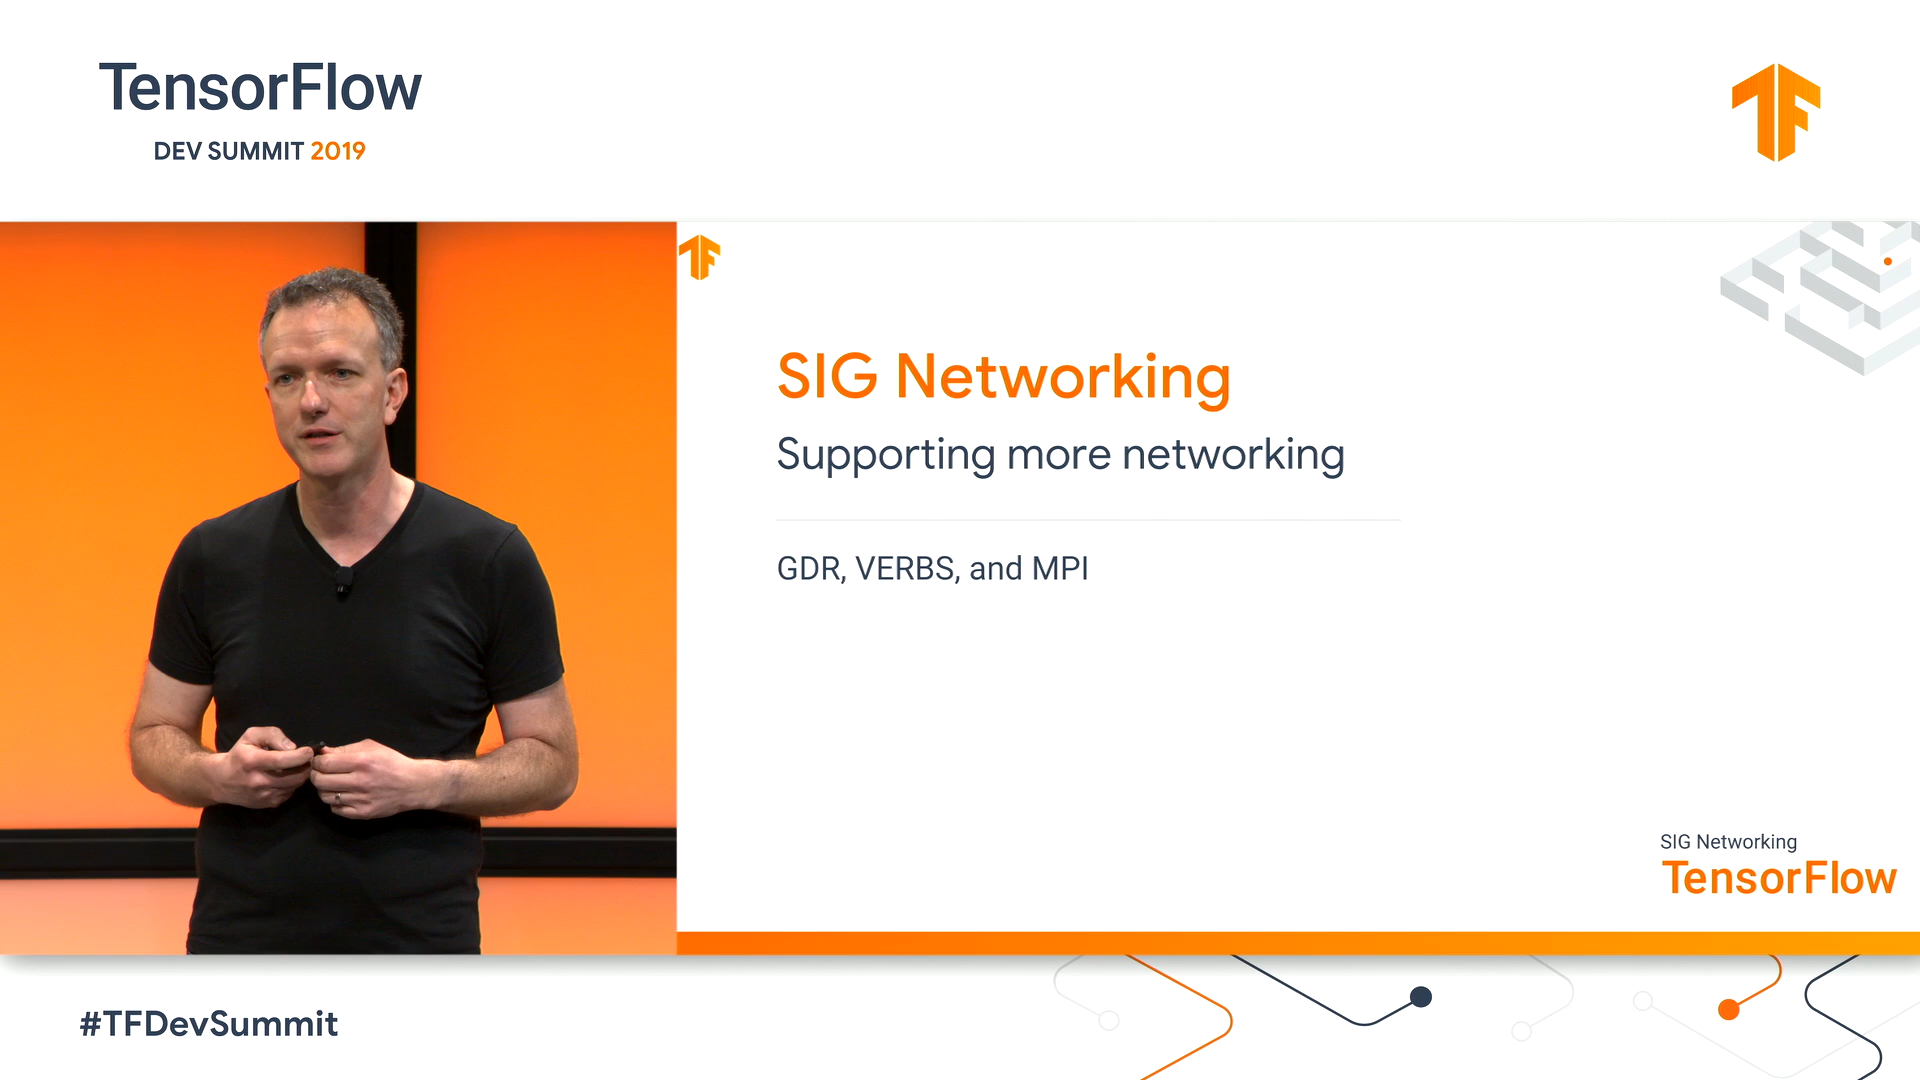 TensorFlow
DEV SUMMIT 2019
SIG Networking
Supporting more networking
GDR, VERBS, and MPI
SIG Networking
TensorFlow
#TFDevSummit